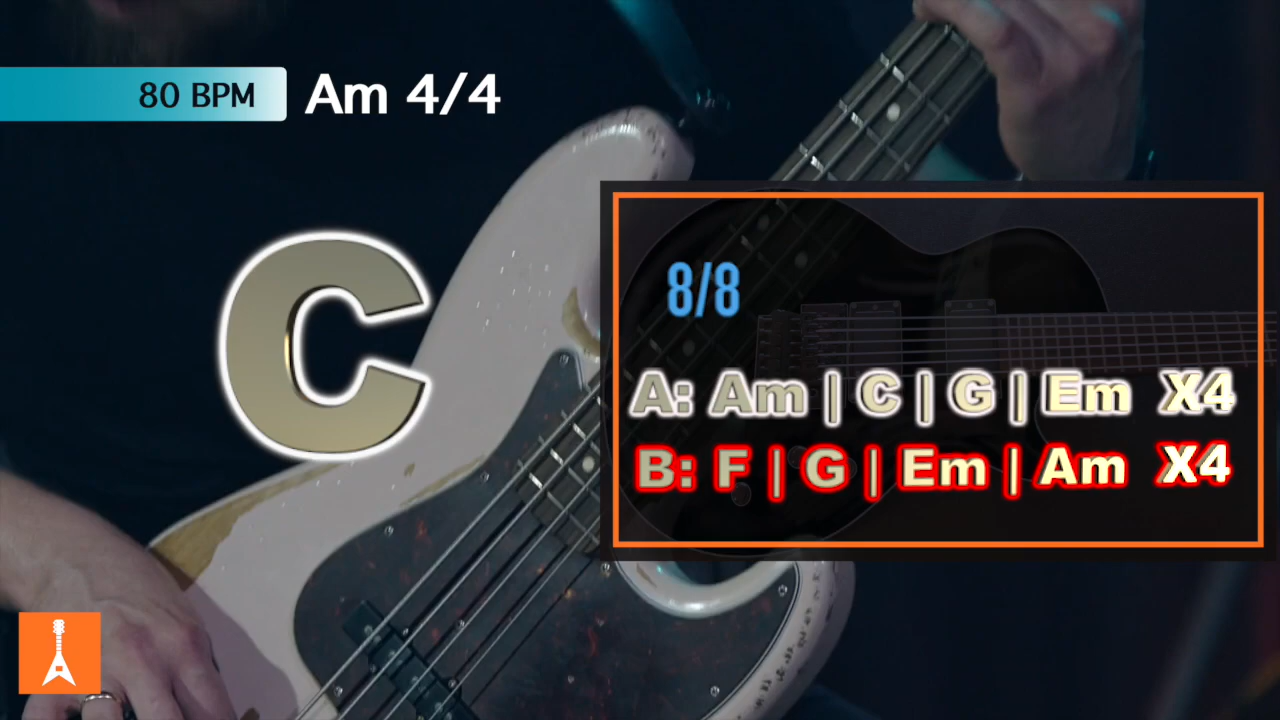 80 BPM Am 4/4
C
8/8
A: Am | C | G | Em X4
B: F | G | Em | Am X4